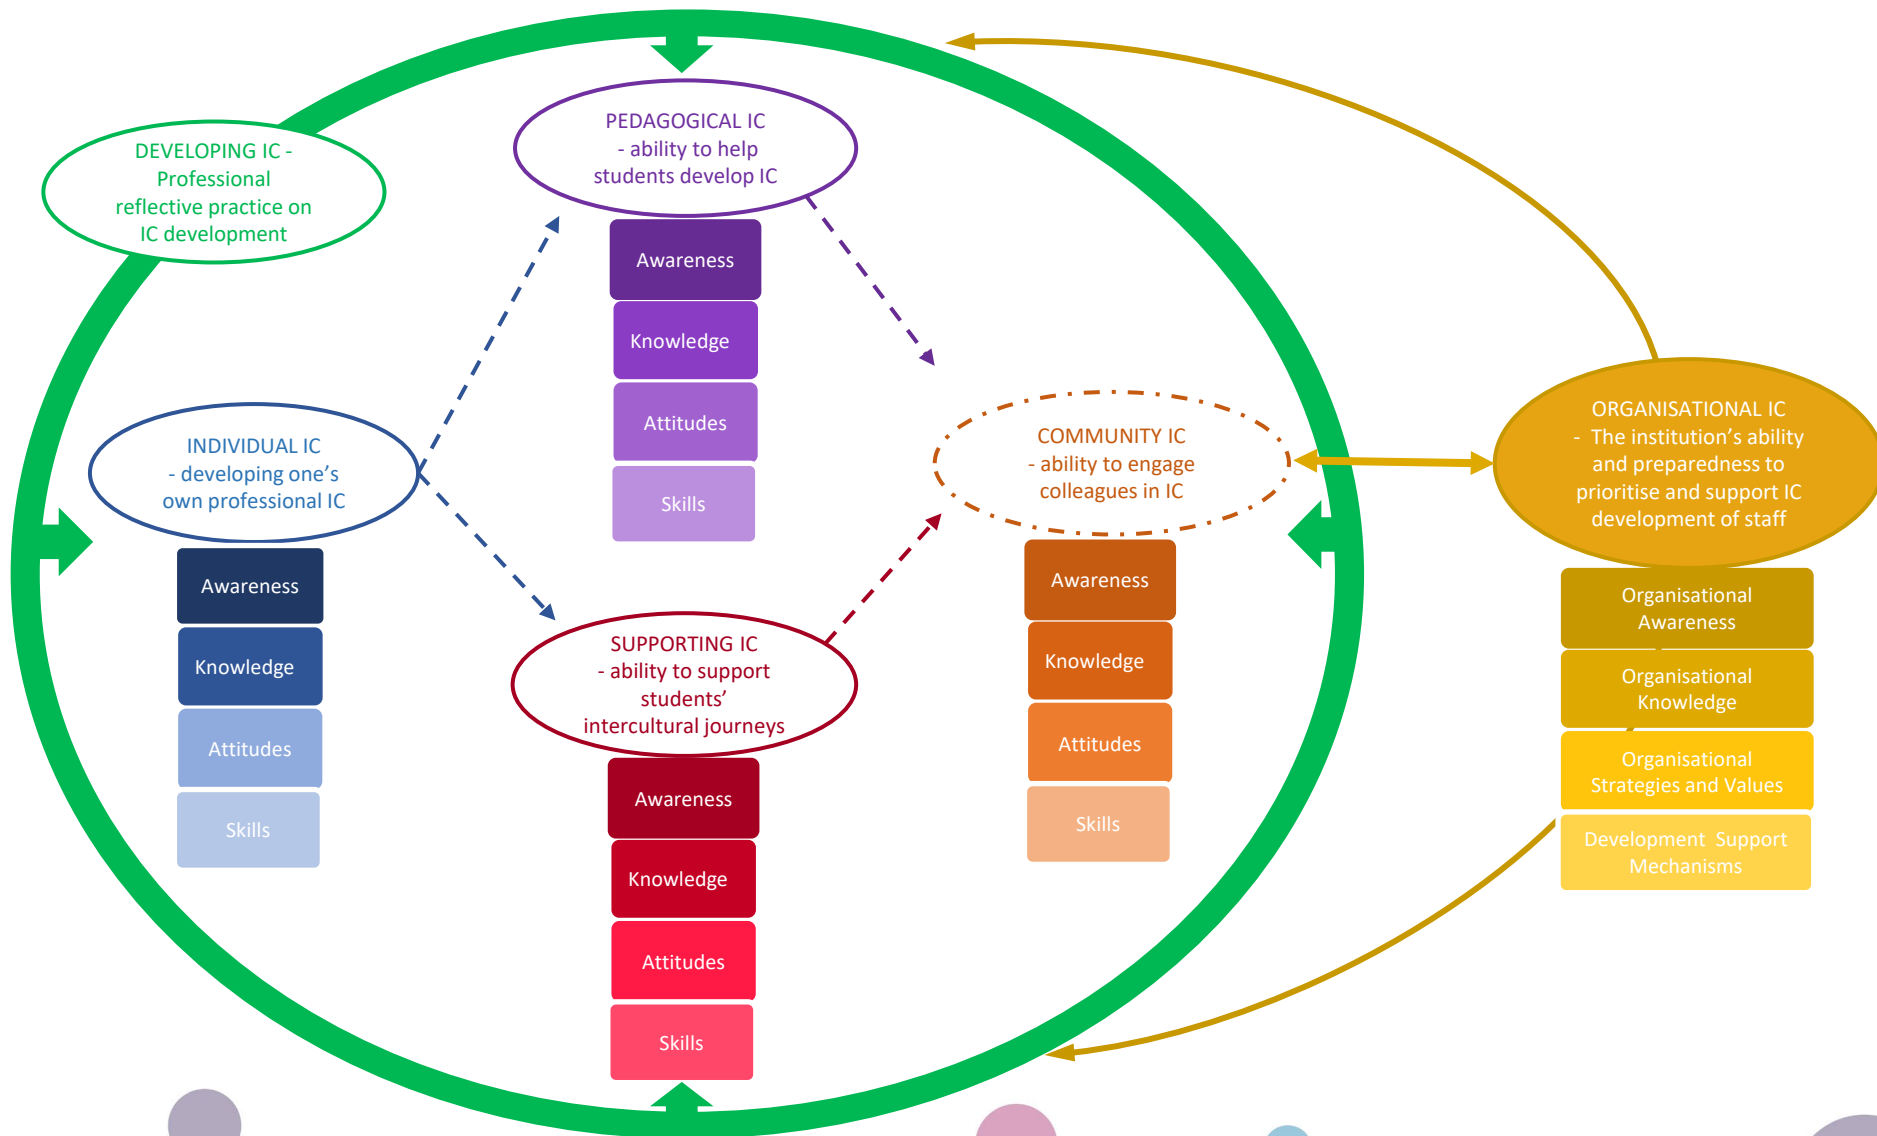 DEVELOPING IC -
Professional
reflective practice on
IC development
PEDAGOGICAL IC
- ability to help
students develop IC
Awareness
Knowledge
Attitudes
Skills
INDIVIDUAL IC
- developing one’s
own professional IC
Awareness
Knowledge
Attitudes
Skills
SUPPORTING IC
- ability to support
students’
intercultural journeys
Awareness
Knowledge
Attitudes
Skills
COMMUNITY IC
- ability to engage
colleagues in IC
Awareness
Knowledge
Attitudes
Skills
ORGANISATIONAL IC
- The institution’s ability
and preparedness to
prioritise and support IC
development of staff
Organisational
Awareness
Organisational
Knowledge
Organisational
Strategies and Values
Development Support
Mechanisms